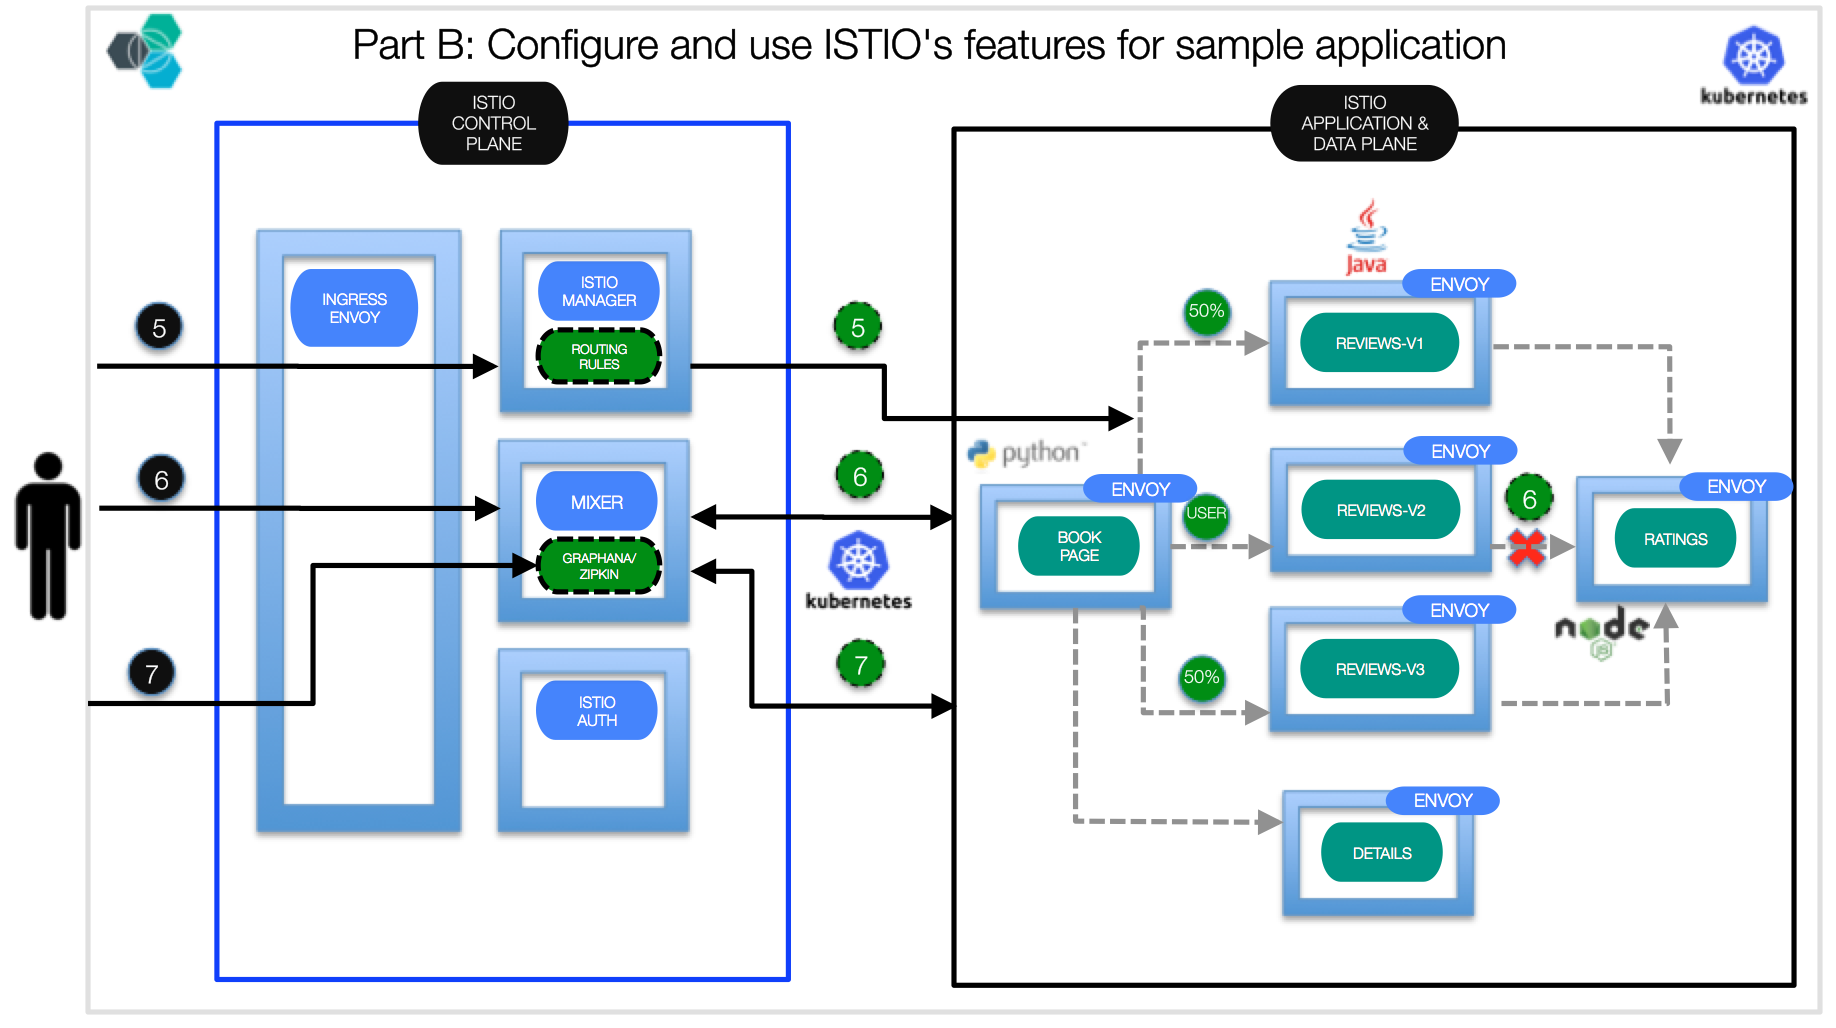 Part B: Configure and use ISTIO's features for sample application
kubernetes
ISTIO
CONTROL
PLANE
ISTIO
APPLICATION &
DATA PLANE
INGRESS
ENVOY
ISTIO
MANAGER
ROUTING
RULES
5
5
6
MIXER
GRAPHANA/
ZIPKIN
6
kubernetes
7
ISTIO
AUTH
7
Java
50%
ENVOY
REVIEWS-V1
python™
ENVOY
BOOK
PAGE
USER
ENVOY
REVIEWS-V2
6
ENVOY
RATINGS
node
JS
50%
ENVOY
REVIEWS-V3
ENVOY
DETAILS